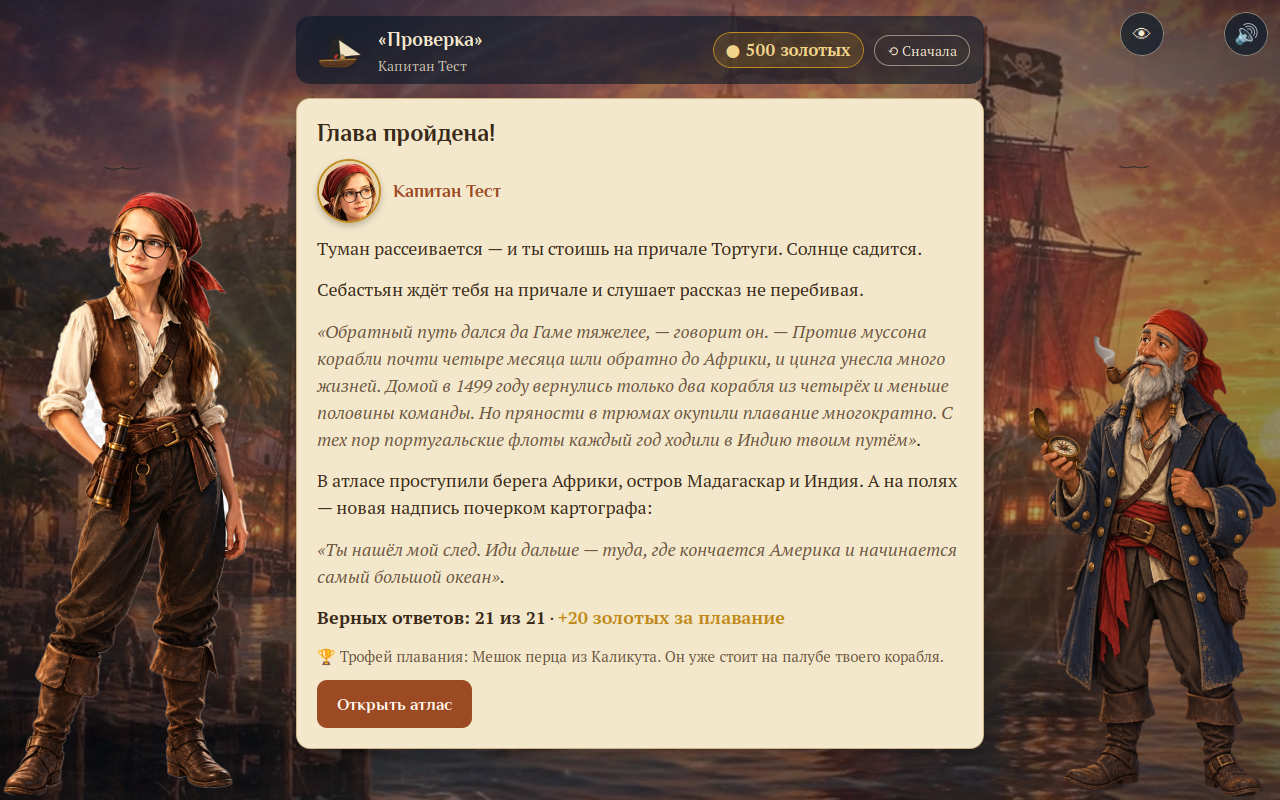 «Проверка»
Капитан Тест
500 золотых
⟲ Сначала
Глава пройдена!
Капитан Тест
Туман рассеивается — и ты стоишь на причале Тортуги. Солнце садится.
Себастьян ждёт тебя на причале и слушает рассказ не перебивая.
«Обратный путь дался да Гаме тяжелее, — говорит он. — Против муссона
корабли почти четыре месяца шли обратно до Африки, и цинга унесла много
жизней. Домой в 1499 году вернулись только два корабля из четырёх и меньше
половины команды. Но пряности в трюмах окупили плавание многократно. С
тех пор португальские флоты каждый год ходили в Индию твоим путём».
В атласе проступили берега Африки, остров Мадагаскар и Индия. А на полях
— новая надпись почерком картографа:
«Ты нашёл мой след. Иди дальше — туда, где кончается Америка и начинается
самый большой океан».
Верных ответов: 21 из 21 · +20 золотых за плавание
🏆 Трофей плавания: Мешок перца из Каликута. Он уже стоит на палубе твоего корабля.
Открыть атлас